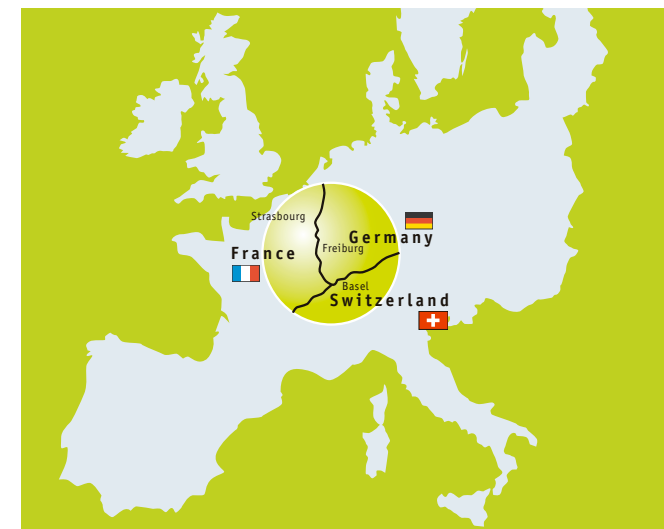 Strasbourg
Germany
France
Freiburg
Basel
Switzerland